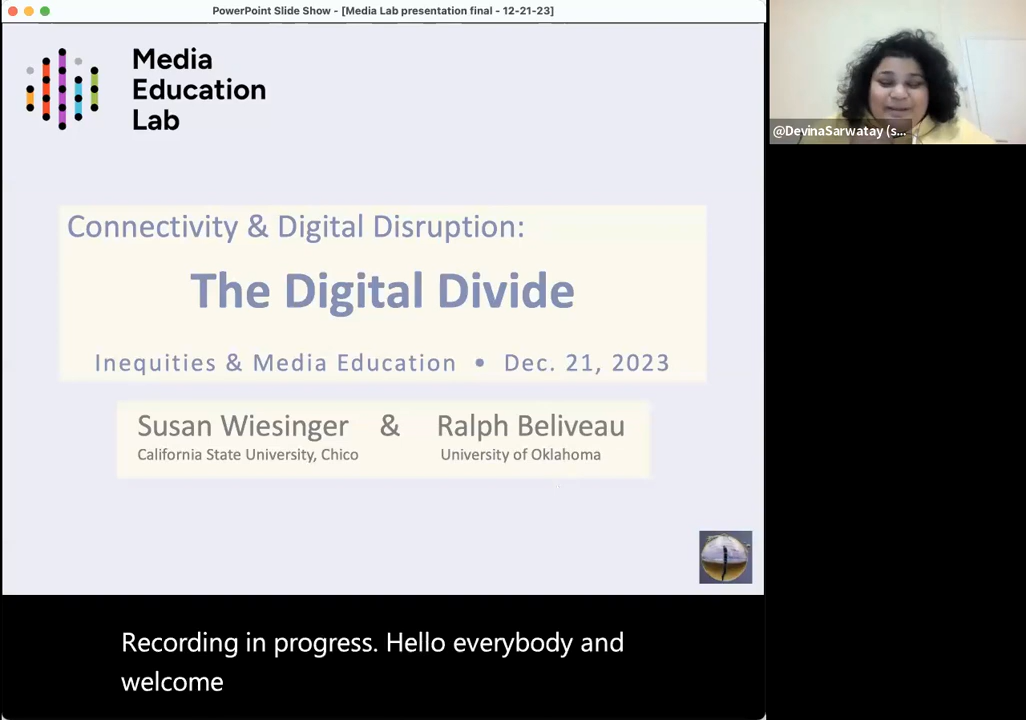 PowerPoint Slide Show - [Media Lab presentation final - 12-21-23]
Media
Education
Lab
@DevinaSarwatay (s...
Connectivity & Digital Disruption:
The Digital Divide
Inequities & Media Education • Dec. 21, 2023
Susan Wiesinger & Ralph Beliveau
California State University, Chico University of Oklahoma
Recording in progress. Hello everybody and
welcome